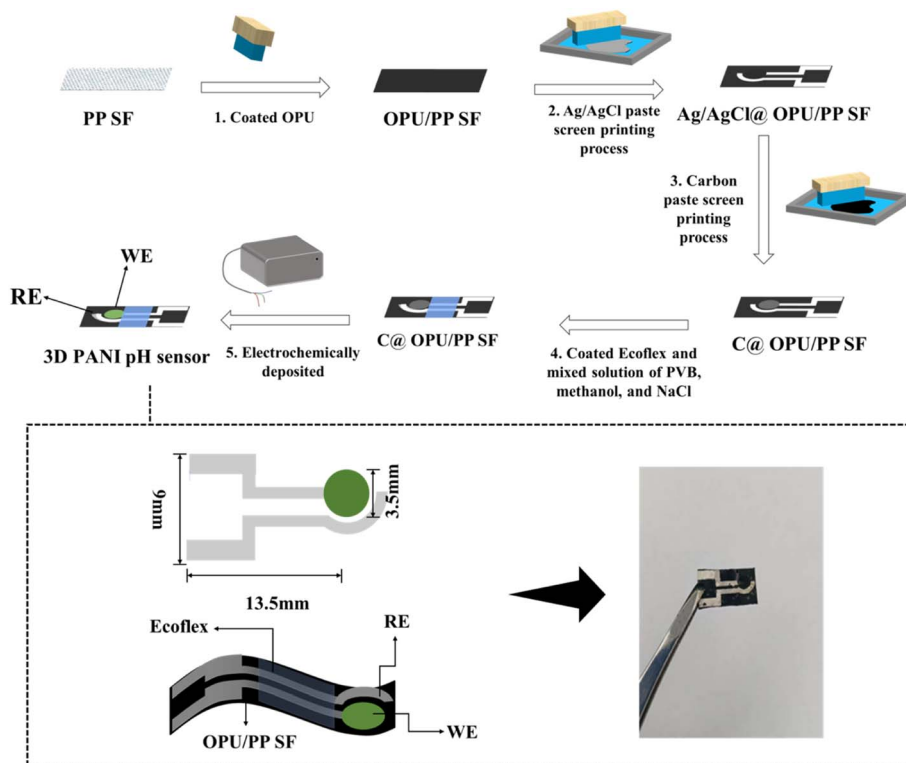 PP SF
1. Coated OPU
OPU/PP SF
2. Ag/AgCl paste
screen printing
process
Ag/AgCl@ OPU/PP SF
3. Carbon
paste screen
printing
process
C@ OPU/PP SF
4. Coated Ecoflex and
mixed solution of PVB,
methanol, and NaCl
C@ OPU/PP SF
5. Electrochemically
deposited
WE
RE
3D PANI pH sensor
9mm
3.5mm
13.5mm
Ecoflex
RE
OPU/PP SF
WE